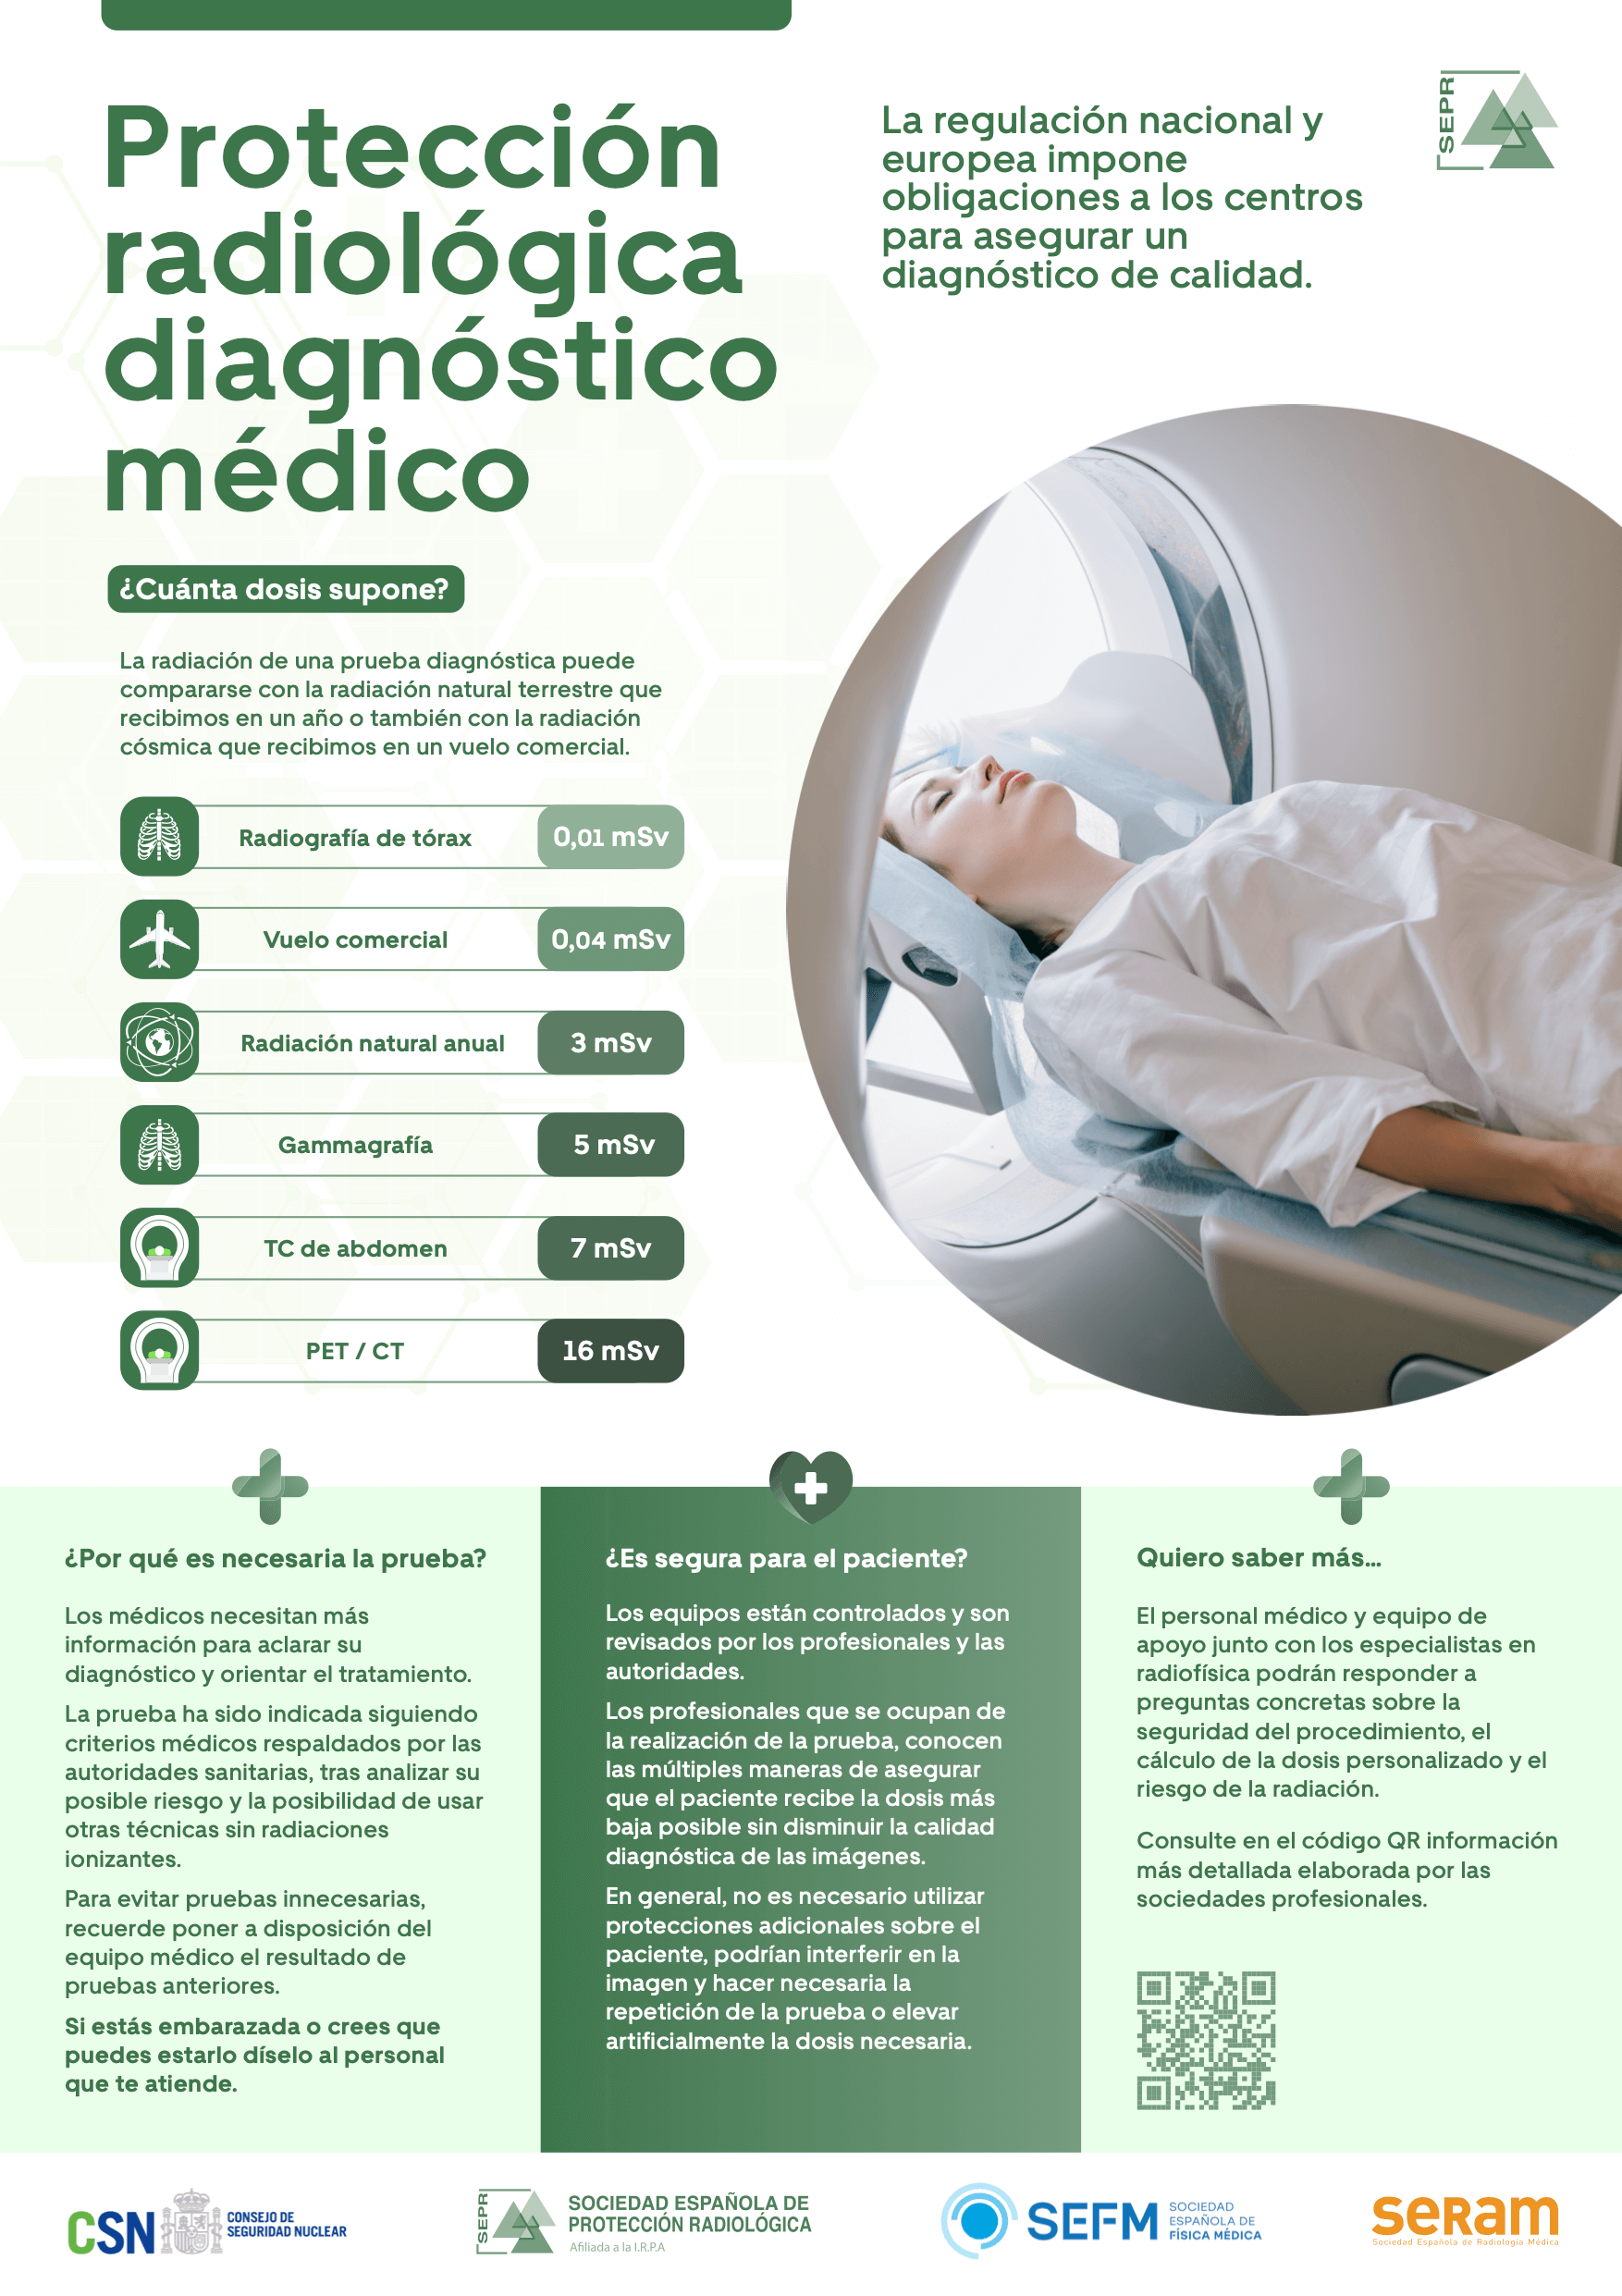 Protección
radiológica
diagnóstico
médico
La regulación nacional y
europea impone
obligaciones a los centros
para asegurar un
diagnóstico de calidad.
SEPR
¿Cuánta dosis supone?
La radiación de una prueba diagnóstica puede
compararse con la radiación natural terrestre que
recibimos en un año o también con la radiación
cósmica que recibimos en un vuelo comercial.
Radiografía de tórax 0,01 mSv
Vuelo comercial 0,04 mSv
Radiación natural anual 3 mSv
Gammagrafía 5 mSv
TC de abdomen 7 mSv
PET / CT 16 mSv
¿Por qué es necesaria la prueba?
Los médicos necesitan más
información para aclarar su
diagnóstico y orientar el tratamiento.
La prueba ha sido indicada siguiendo
criterios médicos respaldados por las
autoridades sanitarias, tras analizar su
posible riesgo y la posibilidad de usar
otras técnicas sin radiaciones
ionizantes.
Para evitar pruebas innecesarias,
recuerde poner a disposición del
equipo médico el resultado de
pruebas anteriores.
Si estás embarazada o crees que
puedes estarlo díselo al personal
que te atiende.
¿Es segura para el paciente?
Los equipos están controlados y son
revisados por los profesionales y las
autoridades.
Los profesionales que se ocupan de
la realización de la prueba, conocen
las múltiples maneras de asegurar
que el paciente recibe la dosis más
baja posible sin disminuir la calidad
diagnóstica de las imágenes.
En general, no es necesario utilizar
protecciones adicionales sobre el
paciente, podrían interferir en la
imagen y hacer necesaria la
repetición de la prueba o elevar
artificialmente la dosis necesaria.
Quiero saber más...
El personal médico y equipo de
apoyo junto con los especialistas en
radiofísica podrán responder a
preguntas concretas sobre la
seguridad del procedimiento, el
cálculo de la dosis personalizado y el
riesgo de la radiación.
Consulte en el código QR información
más detallada elaborada por las
sociedades profesionales.
CSN
CONSEJO DE
SEGURIDAD NUCLEAR
SEPR
SOCIEDAD ESPAÑOLA DE
PROTECCIÓN RADIOLÓGICA
Afiliada a la I.R.P.A
SEFM
SOCIEDAD
ESPAÑOLA DE
FÍSICA MÉDICA
seRam
Sociedad Española de Radiología Médica